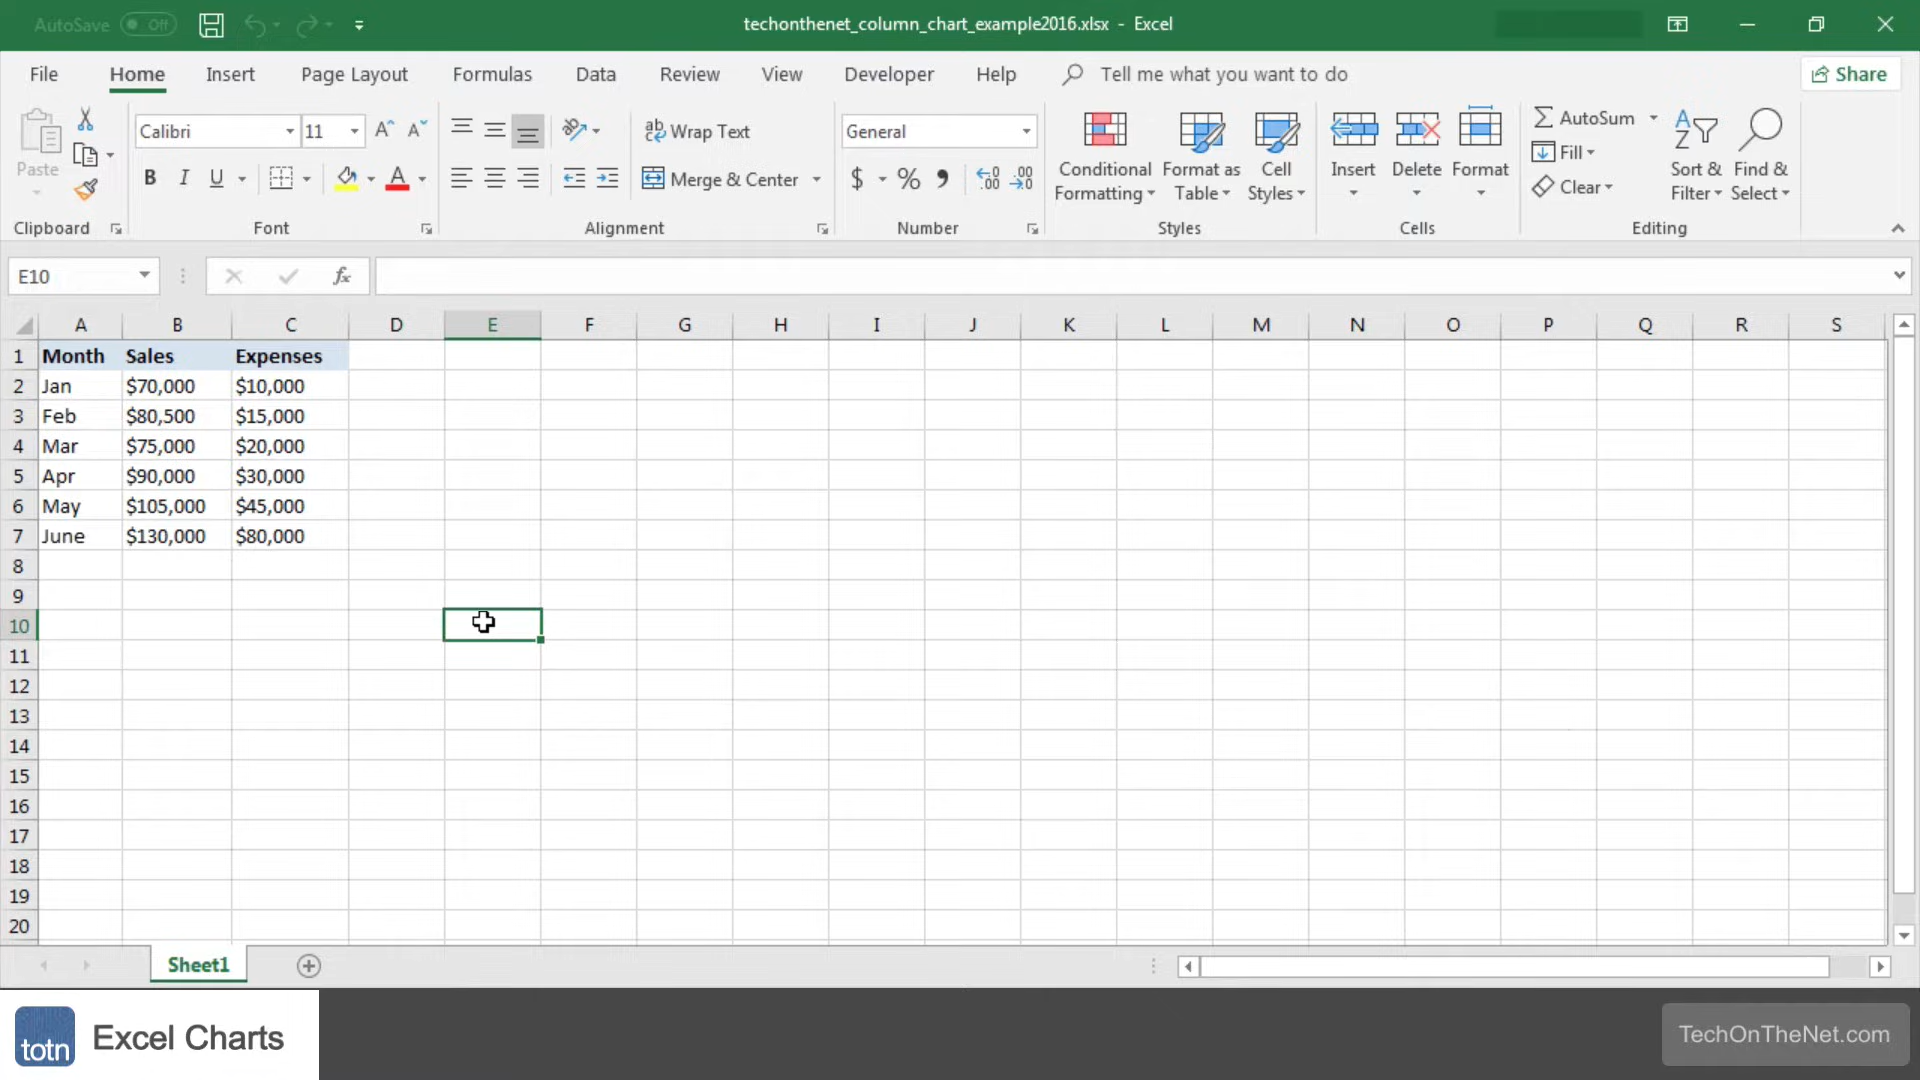 AutoSave Off
techonthenet_column_chart_example2016.xlsx - Excel
File Home Insert Page Layout Formulas Data Review View Developer Help Tell me what you want to do Share
Paste
Calibri 11
B I U
Wrap Text
Merge & Center
General
$ % ,
Conditional Formatting
Format as Table
Cell Styles
Insert
Delete
Format
AutoSum
Fill
Clear
Sort & Filter
Find & Select
Clipboard Font Alignment Number Styles Cells Editing
E10 fx
A B C D E F G H I J K L M N O P Q R S
1 Month Sales Expenses
2 Jan $70,000 $10,000
3 Feb $80,500 $15,000
4 Mar $75,000 $20,000
5 Apr $90,000 $30,000
6 May $105,000 $45,000
7 June $130,000 $80,000
8
9
10
11
12
13
14
15
16
17
18
19
20
Sheet1
totn Excel Charts
TechOnTheNet.com